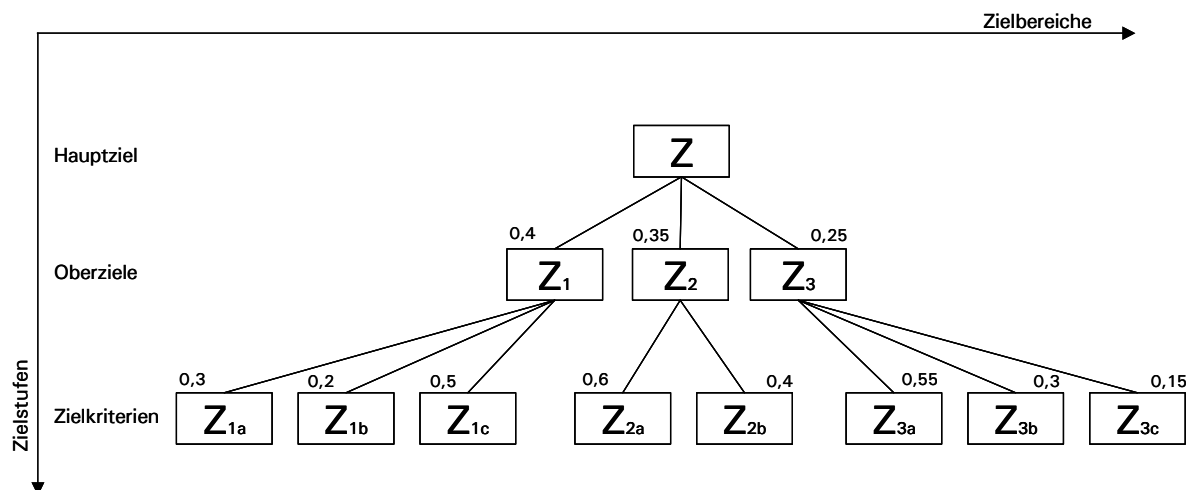 Zielbereiche
Hauptziel
Z
0,4 0,35 0,25
Oberziele
Z1 Z2 Z3
0,3 0,2 0,5 0,6 0,4 0,55 0,3 0,15
Zielkriterien
Z1a Z1b Z1c Z2a Z2b Z3a Z3b Z3c
Zielstufen